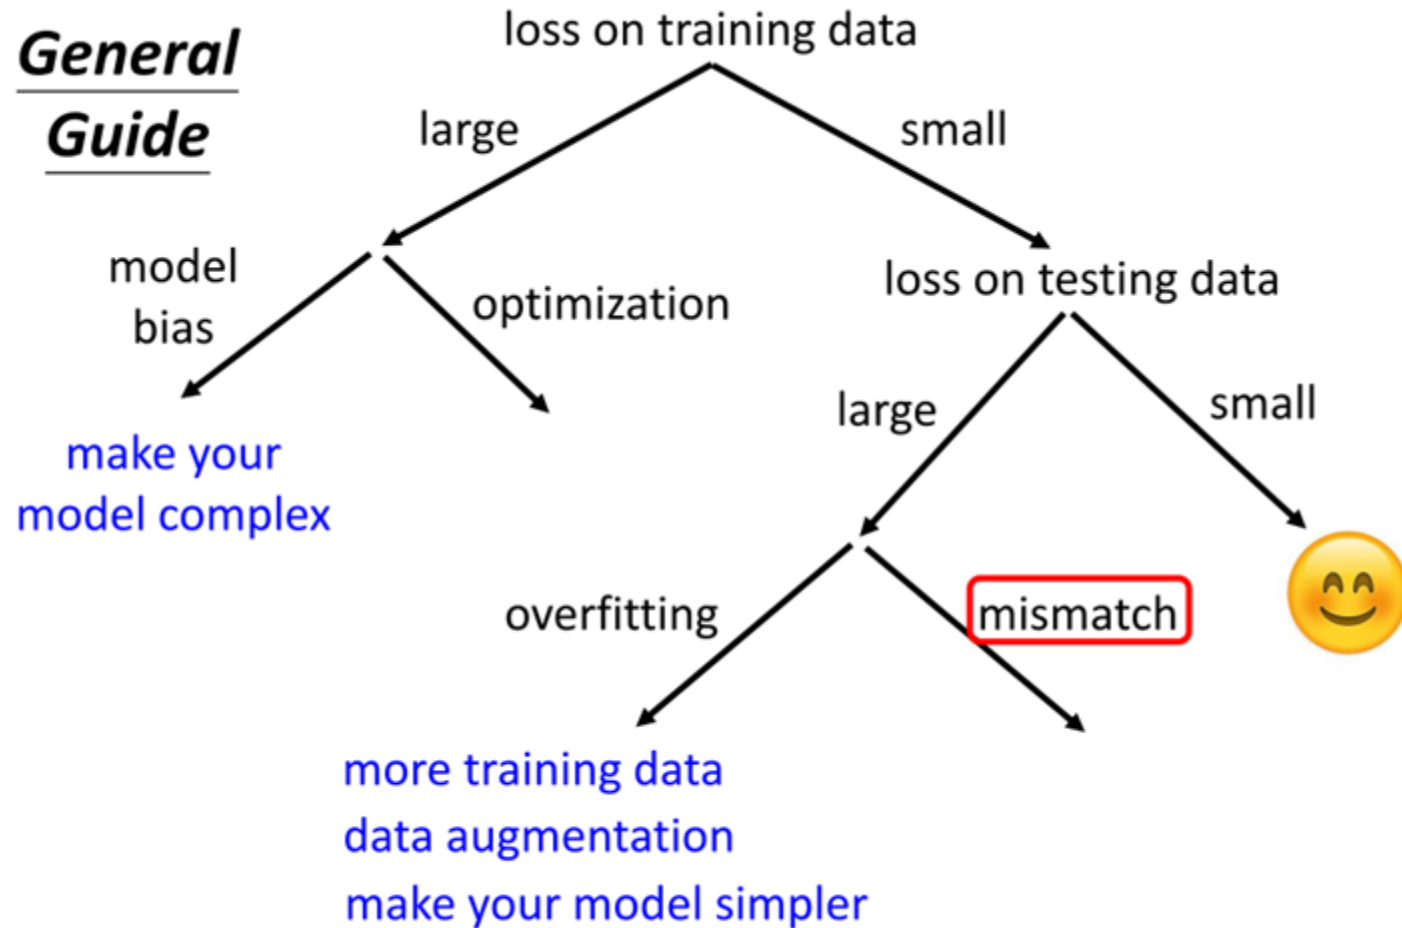 General
Guide
loss on training data
large
small
model
bias
optimization
loss on testing data
make your
model complex
large
small
overfitting
mismatch
more training data
data augmentation
make your model simpler